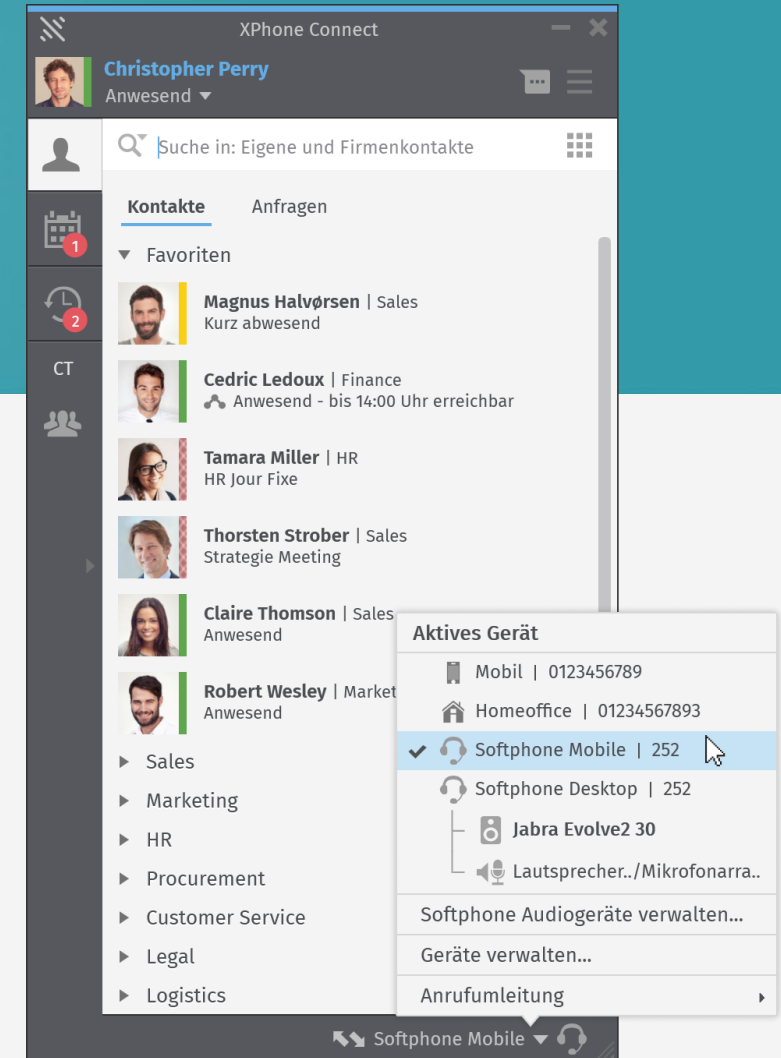 XPhone Connect
Christopher Perry
Anwesend
Suche in: Eigene und Firmenkontakte
Kontakte Anfragen
1
2
CT
Favoriten
Magnus Halvørsen | Sales
Kurz abwesend
Cedric Ledoux | Finance
Anwesend - bis 14:00 Uhr erreichbar
Tamara Miller | HR
HR Jour Fixe
Thorsten Strober | Sales
Strategie Meeting
Claire Thomson | Sales
Anwesend
Robert Wesley | Market
Anwesend
Sales
Marketing
HR
Procurement
Customer Service
Legal
Logistics
Aktives Gerät
Mobil | 0123456789
Homeoffice | 01234567893
Softphone Mobile | 252
Softphone Desktop | 252
Jabra Evolve2 30
Lautsprecher../Mikrofonarra..
Softphone Audiogeräte verwalten...
Geräte verwalten...
Anrufumleitung
Softphone Mobile